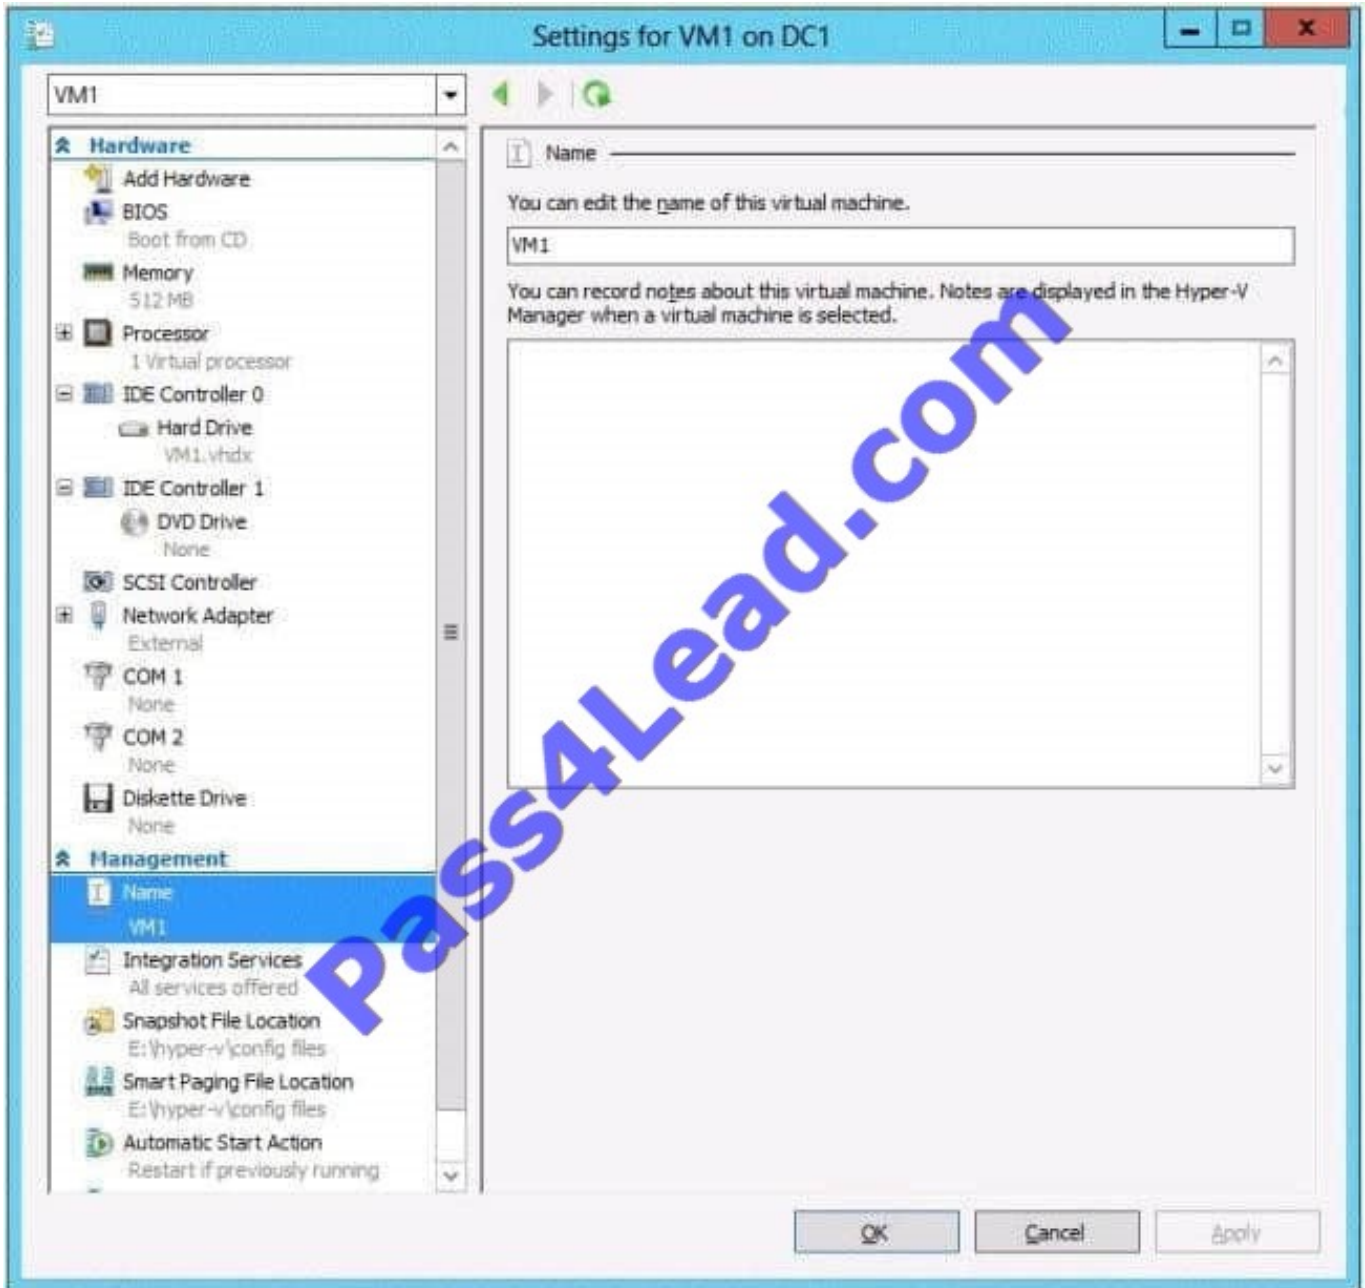 Settings for VM1 on DC1
VM1
Hardware
Add Hardware
BIOS
Boot from CD
Memory
512 MB
Processor
1 Virtual processor
IDE Controller 0
Hard Drive
VM1.vhdx
IDE Controller 1
DVD Drive
None
SCSI Controller
Network Adapter
External
COM 1
None
COM 2
None
Diskette Drive
None
Management
Name
VM1
Integration Services
All services offered
Snapshot File Location
E:\hyper-v\config files
Smart Paging File Location
E:\hyper-v\config files
Automatic Start Action
Restart if previously running
Name
You can edit the name of this virtual machine.
VM1
You can record notes about this virtual machine. Notes are displayed in the Hyper-V
Manager when a virtual machine is selected.
Pass4Lead.com
OK
Cancel
Apply